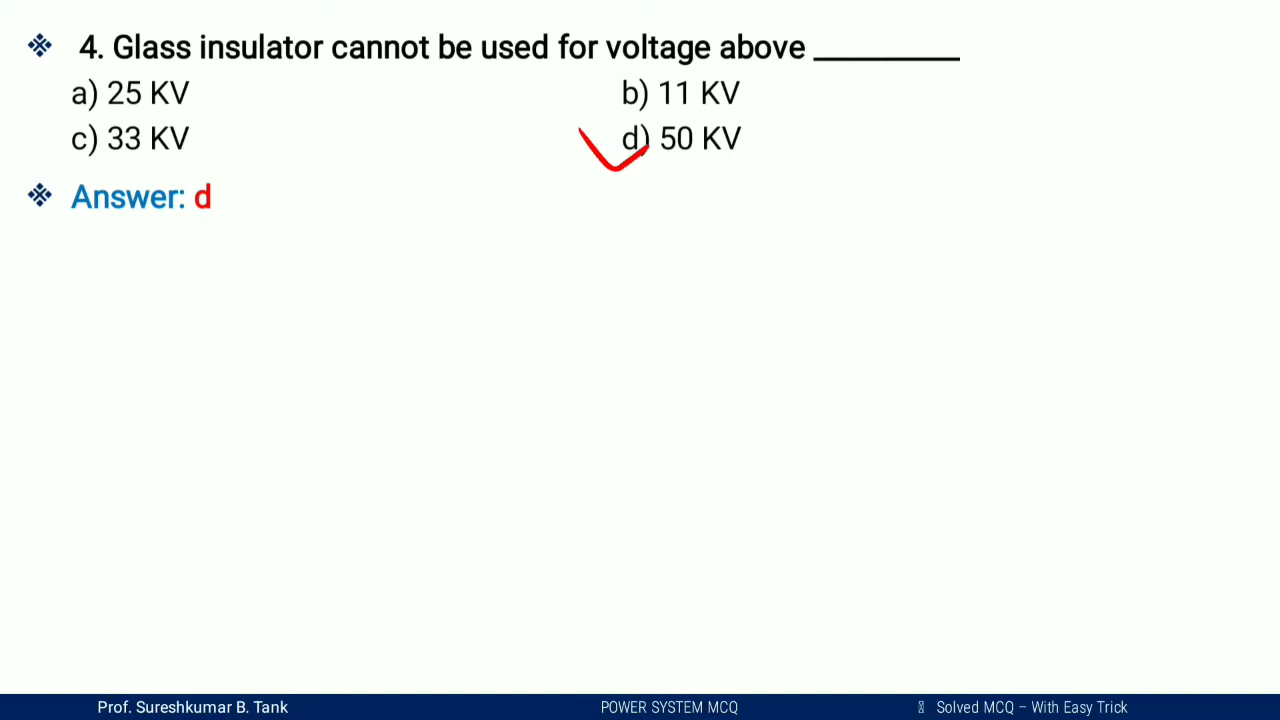 4. Glass insulator cannot be used for voltage above __________
a) 25 KV b) 11 KV
c) 33 KV d) 50 KV
Answer: d
Prof. Sureshkumar B. Tank POWER SYSTEM MCQ Solved MCQ – With Easy Trick